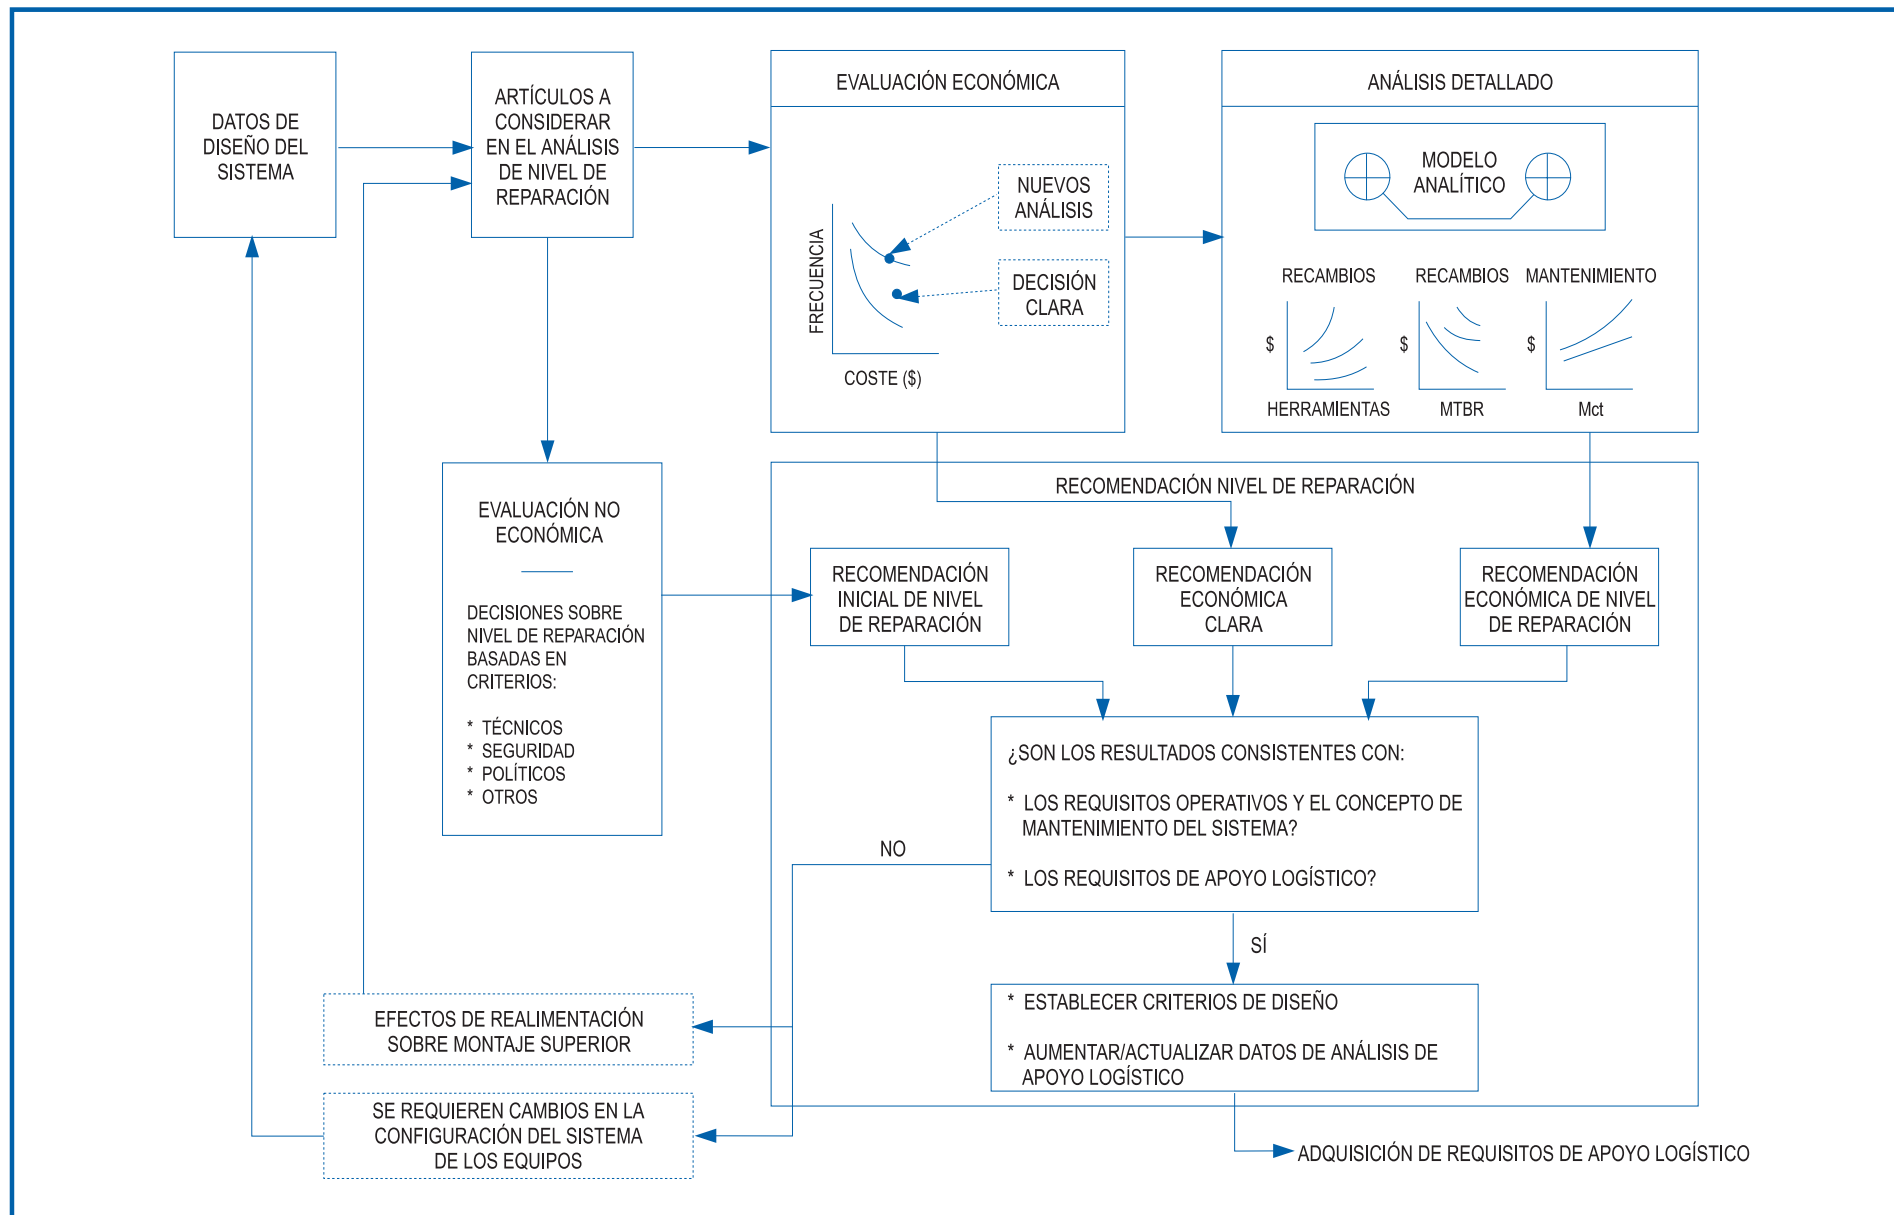 DATOS DE
DISEÑO DEL
SISTEMA
ARTÍCULOS A
CONSIDERAR
EN EL ANÁLISIS
DE NIVEL DE
REPARACIÓN
EVALUACIÓN ECONÓMICA
FRECUENCIA
NUEVOS
ANÁLISIS
DECISIÓN
CLARA
COSTE ($)
ANÁLISIS DETALLADO
MODELO
ANALÍTICO
RECAMBIOS
$
HERRAMIENTAS
RECAMBIOS
$
MTBR
MANTENIMIENTO
$
Mct
EVALUACIÓN NO
ECONÓMICA
DECISIONES SOBRE
NIVEL DE REPARACIÓN
BASADAS EN
CRITERIOS:
* TÉCNICOS
* SEGURIDAD
* POLÍTICOS
* OTROS
RECOMENDACIÓN NIVEL DE REPARACIÓN
RECOMENDACIÓN
INICIAL DE NIVEL
DE REPARACIÓN
RECOMENDACIÓN
ECONÓMICA
CLARA
RECOMENDACIÓN
ECONÓMICA DE NIVEL
DE REPARACIÓN
¿SON LOS RESULTADOS CONSISTENTES CON:
* LOS REQUISITOS OPERATIVOS Y EL CONCEPTO DE
MANTENIMIENTO DEL SISTEMA?
* LOS REQUISITOS DE APOYO LOGÍSTICO?
NO
SÍ
* ESTABLECER CRITERIOS DE DISEÑO
* AUMENTAR/ACTUALIZAR DATOS DE ANÁLISIS DE
APOYO LOGÍSTICO
EFECTOS DE REALIMENTACIÓN
SOBRE MONTAJE SUPERIOR
SE REQUIEREN CAMBIOS EN LA
CONFIGURACIÓN DEL SISTEMA
DE LOS EQUIPOS
ADQUISICIÓN DE REQUISITOS DE APOYO LOGÍSTICO